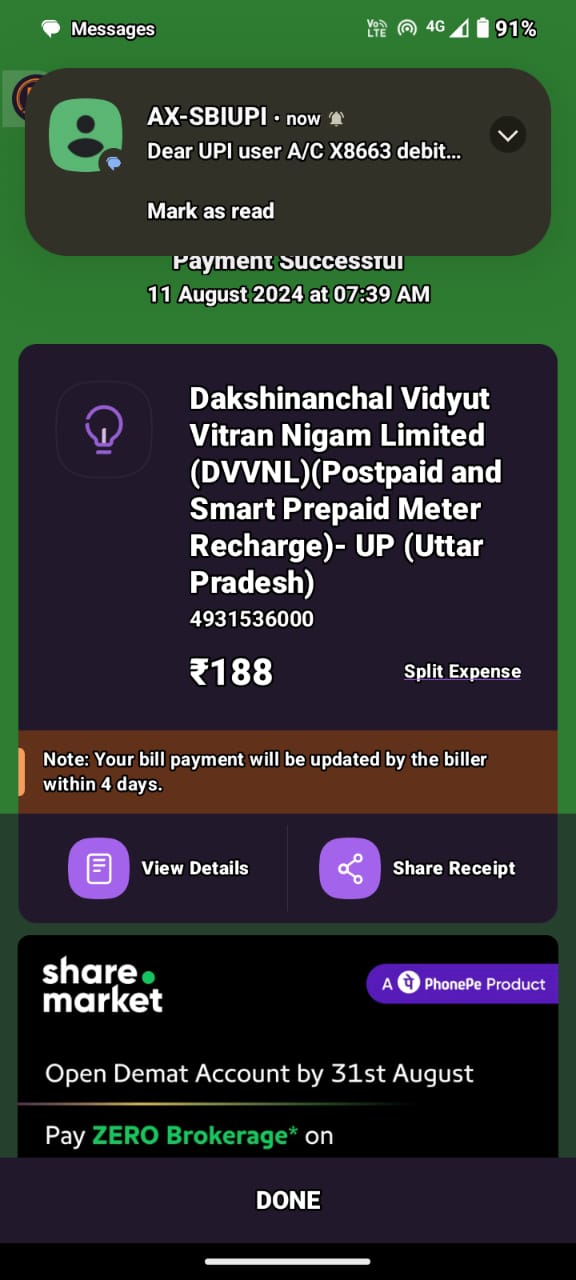 Messages
VoLTE 4G 91%
AX-SBIUPI • now
Dear UPI user A/C X8663 debit...
Mark as read
Payment Successful
11 August 2024 at 07:39 AM
Dakshinanchal Vidyut
Vitran Nigam Limited
(DVVNL)(Postpaid and
Smart Prepaid Meter
Recharge)- UP (Uttar
Pradesh)
4931536000
₹188
Split Expense
Note: Your bill payment will be updated by the biller
within 4 days.
View Details
Share Receipt
share.
market
A पे PhonePe Product
Open Demat Account by 31st August
Pay ZERO Brokerage* on
DONE